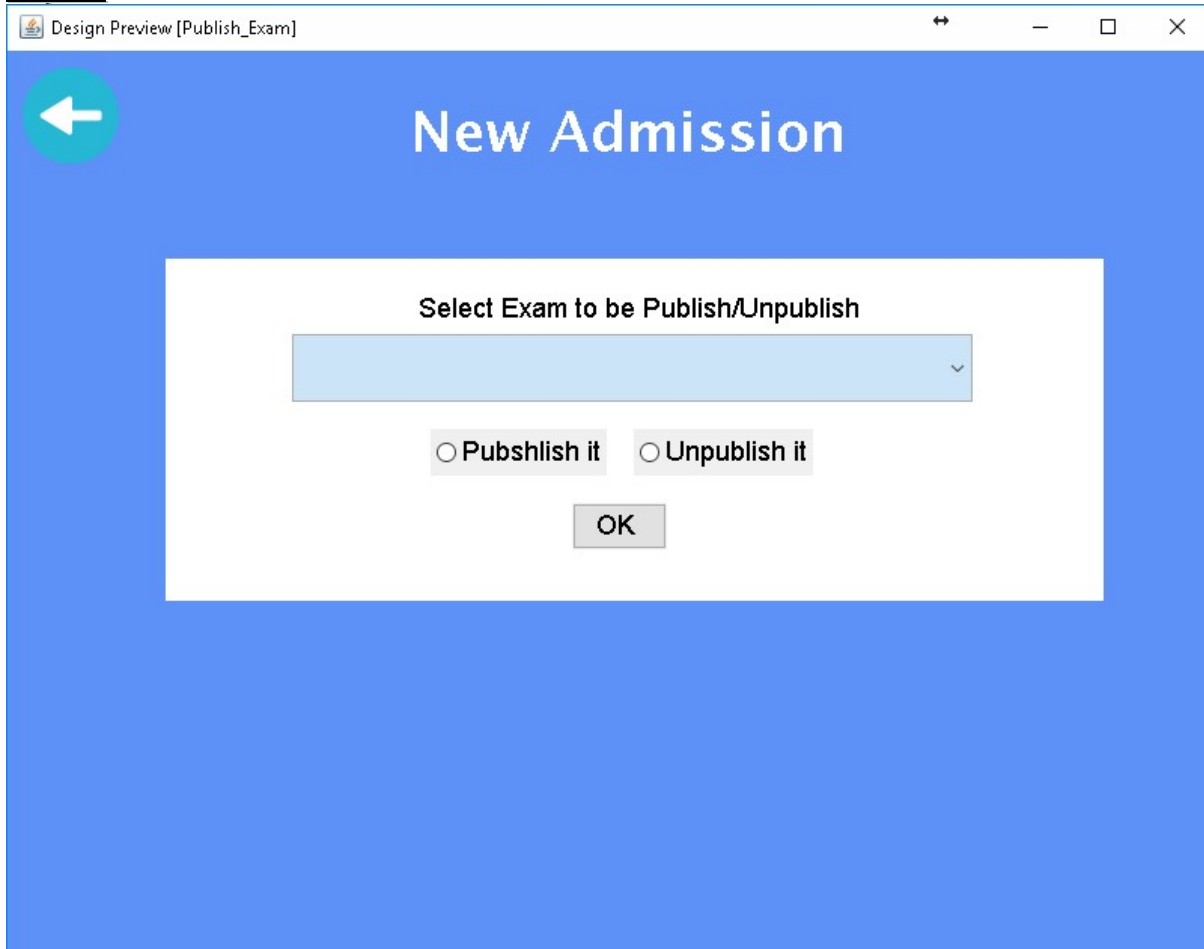 Design Preview [Publish_Exam]
New Admission
Select Exam to be Publish/Unpublish
Pubshlish it Unpublish it
OK